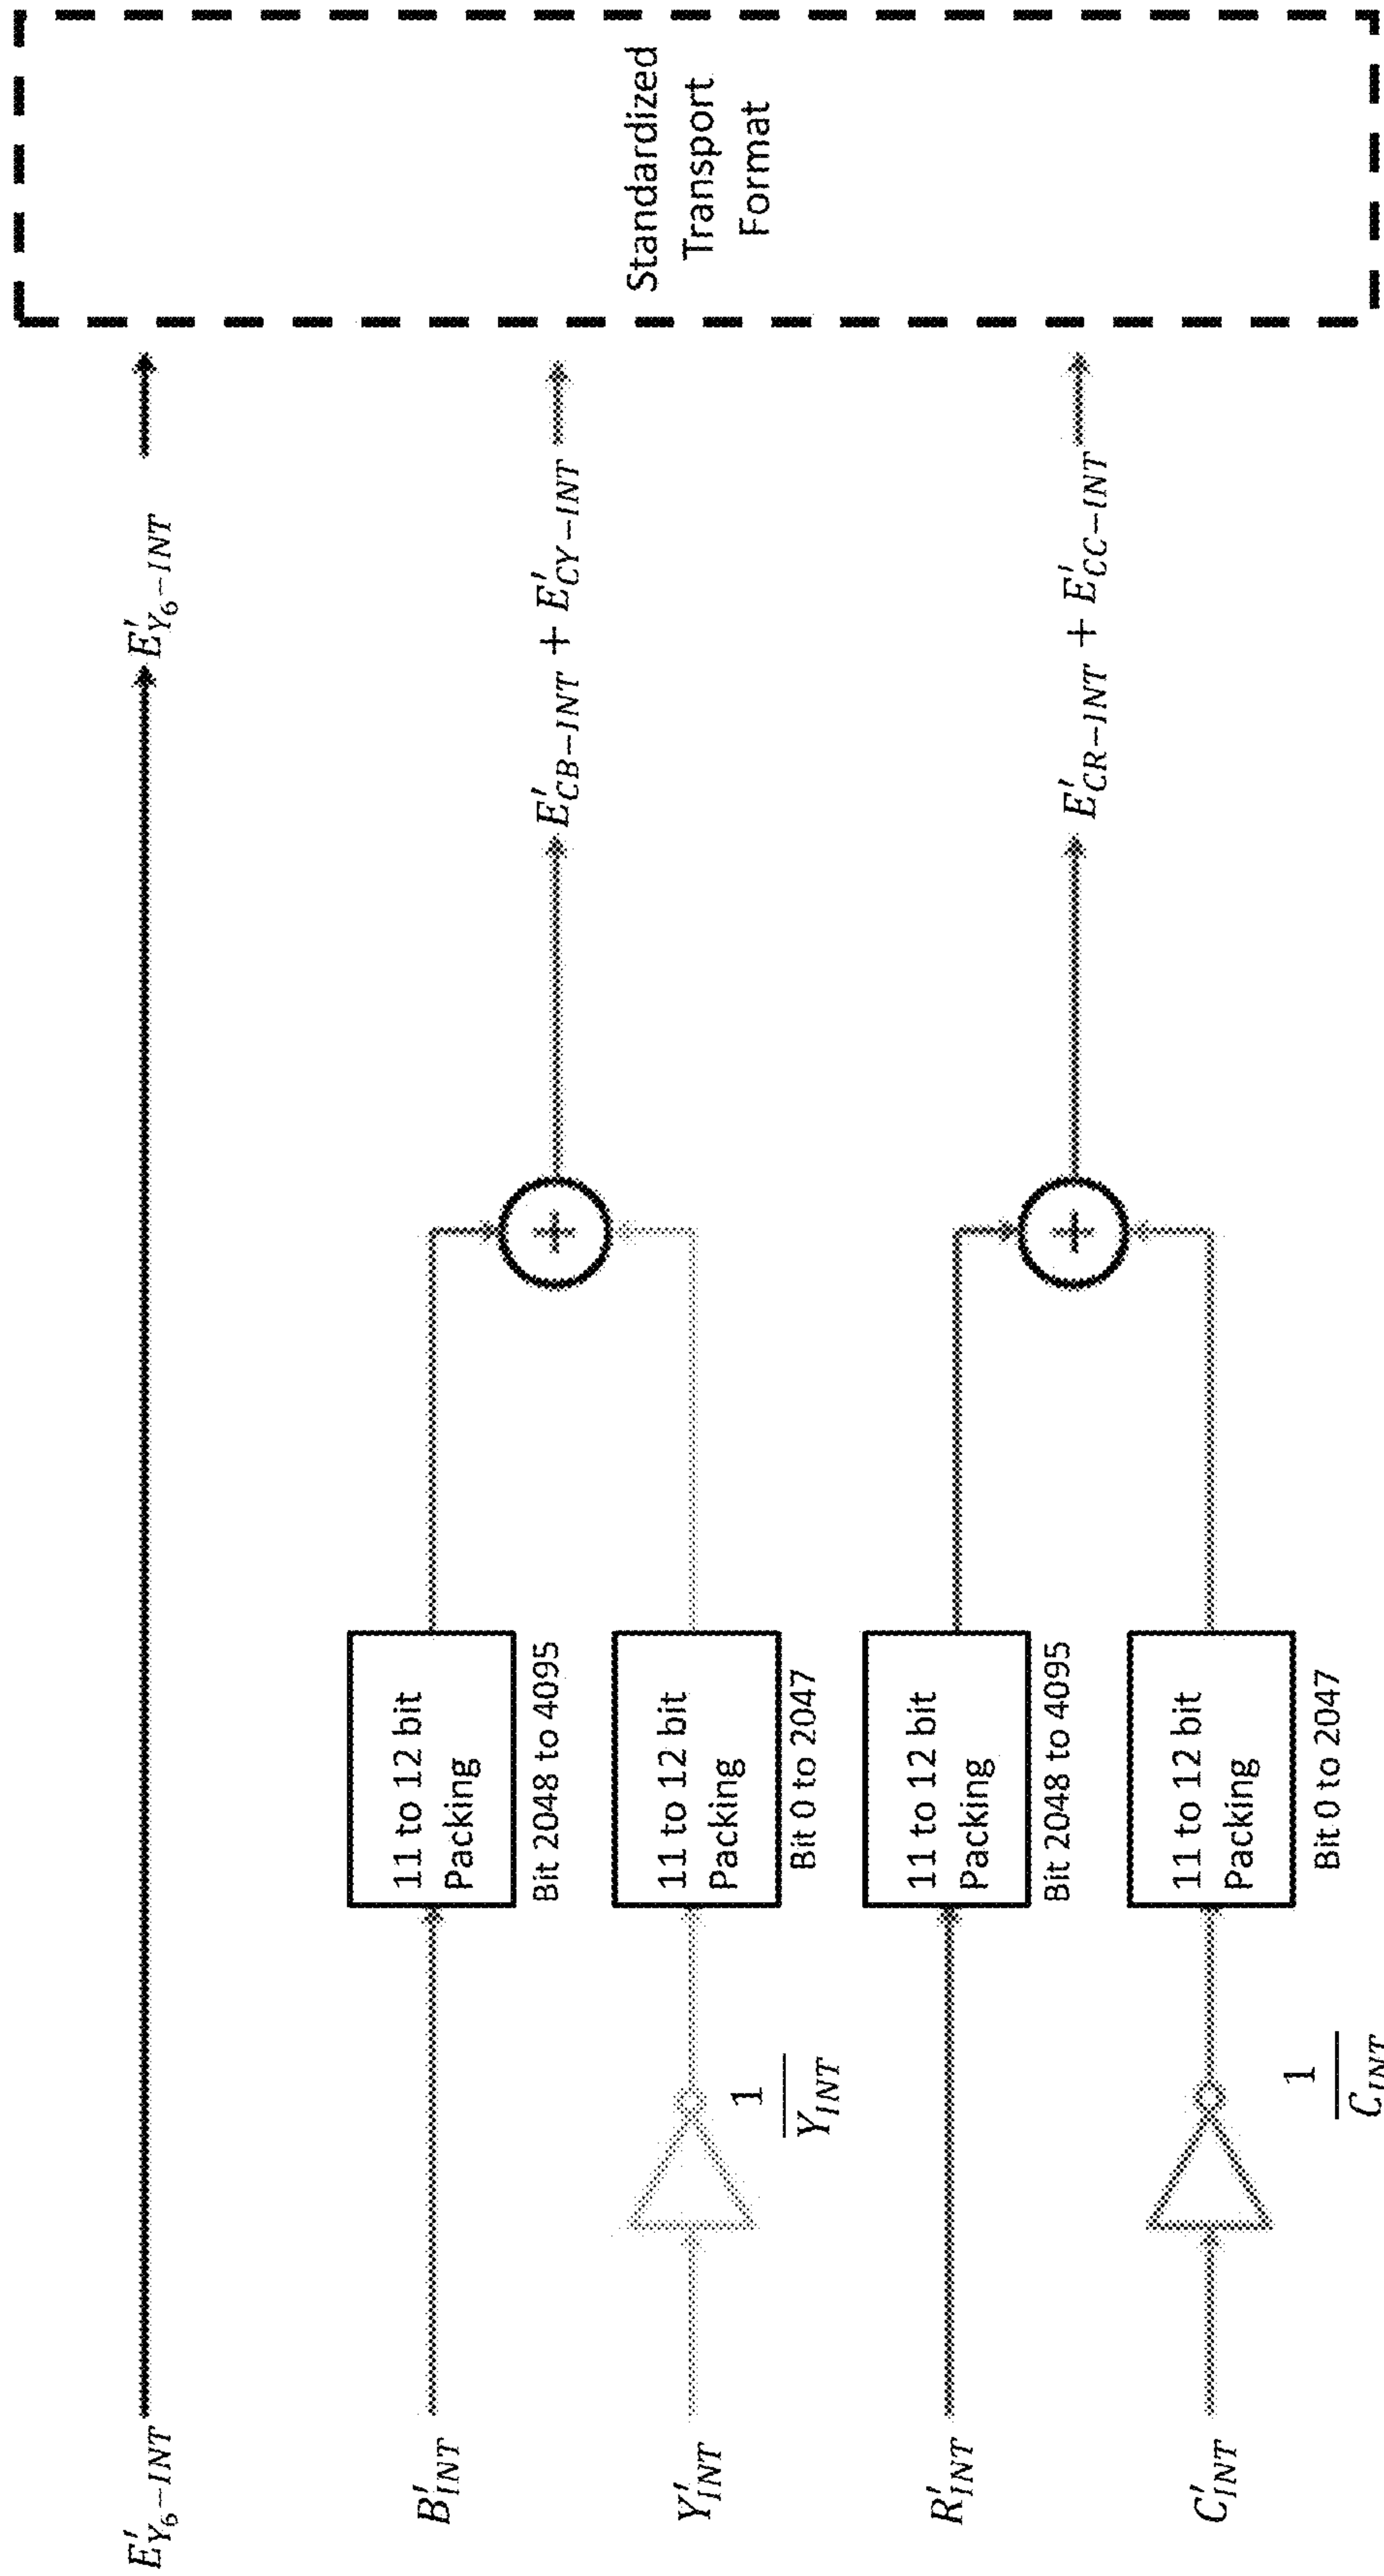 E′Y₆−INT
E′Y₆−INT
B′INT
11 to 12 bit
Packing
Bit 2048 to 4095
E′CB−INT + E′CY−INT
Y′INT
1
YINT
11 to 12 bit
Packing
Bit 0 to 2047
R′INT
11 to 12 bit
Packing
Bit 2048 to 4095
E′CR−INT + E′CC−INT
C′INT
1
CINT
11 to 12 bit
Packing
Bit 0 to 2047
+
+
Standardized
Transport
Format